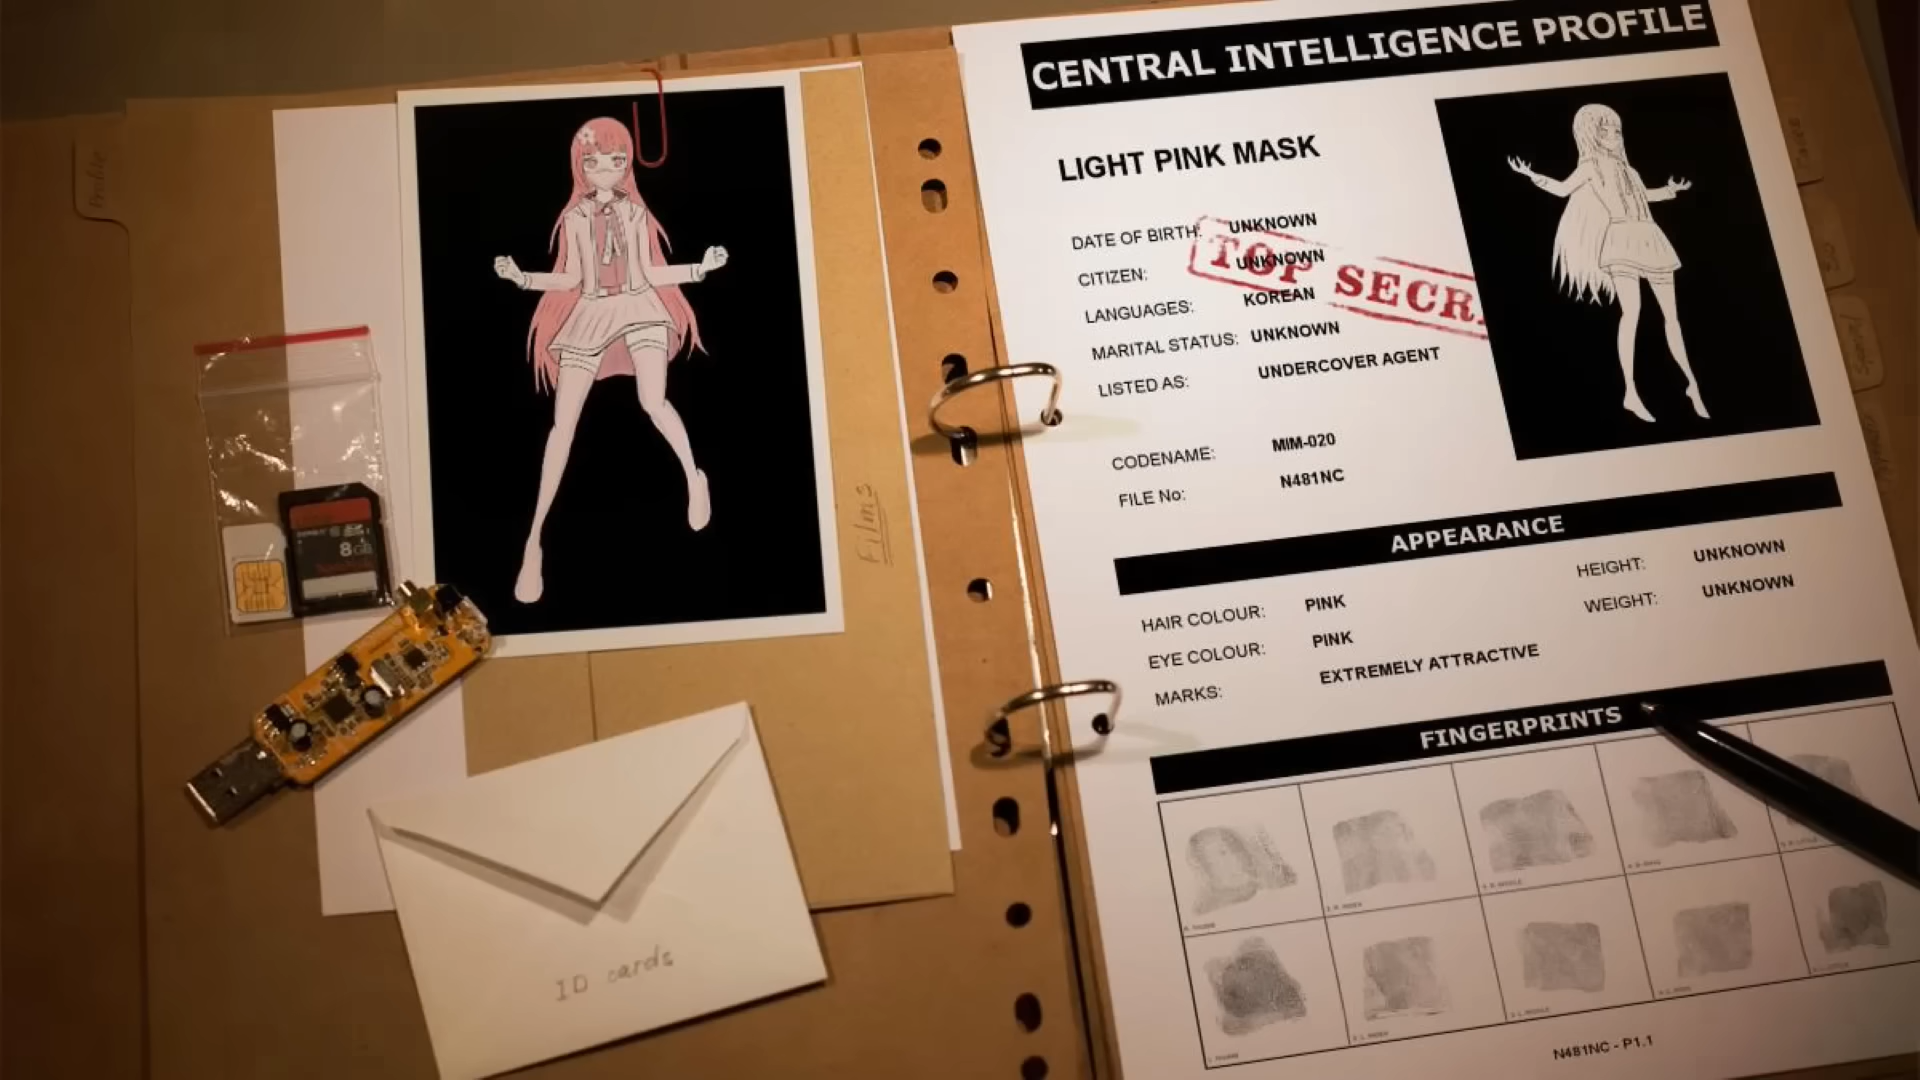 CENTRAL INTELLIGENCE PROFILE
LIGHT PINK MASK
DATE OF BIRTH: UNKNOWN
CITIZEN: UNKNOWN
LANGUAGES: KOREAN
MARITAL STATUS: UNKNOWN
LISTED AS: UNDERCOVER AGENT
TOP SECR
CODENAME: MIM-020
FILE No: N481NC
APPEARANCE
HAIR COLOUR: PINK
EYE COLOUR: PINK
MARKS: EXTREMELY ATTRACTIVE
HEIGHT: UNKNOWN
WEIGHT: UNKNOWN
FINGERPRINTS
N481NC - P1.1
Profile
Films
8GB
ID cards